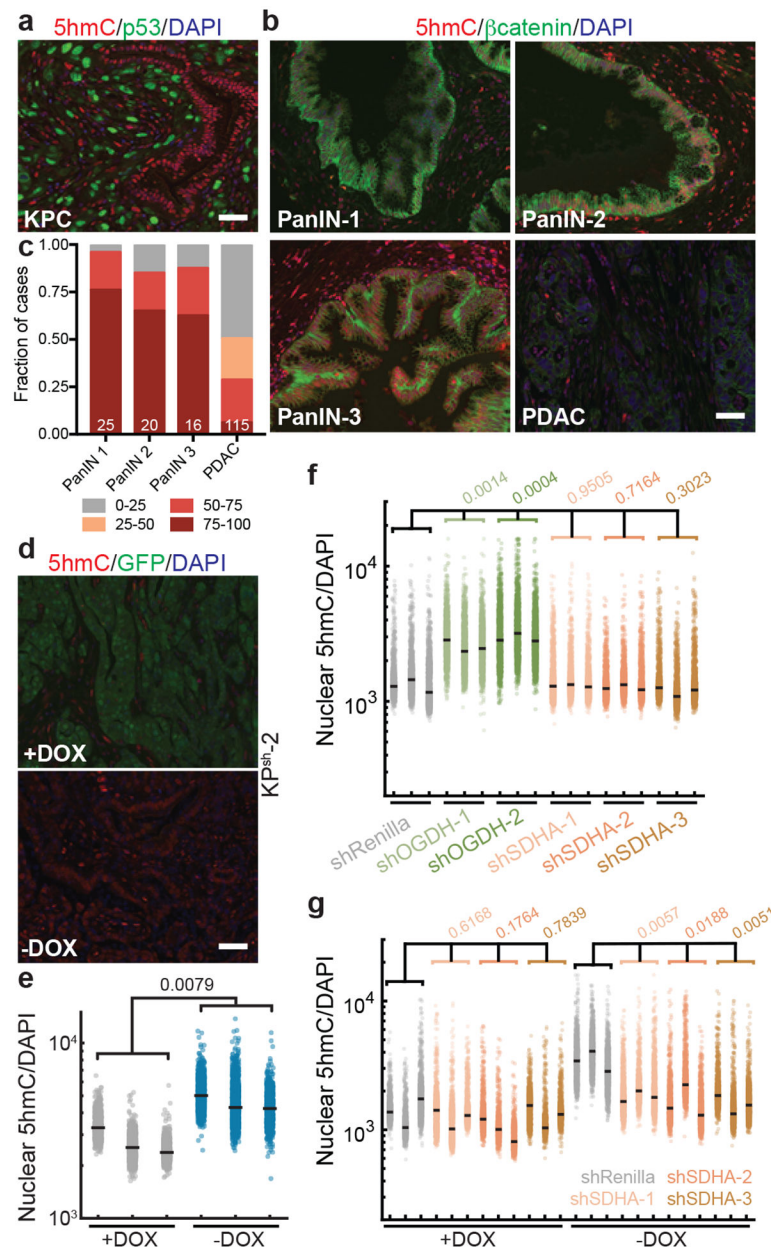 a
5hmC/p53/DAPI
KPC
b
5hmC/βcatenin/DAPI
PanIN-1
PanIN-2
PanIN-3
PDAC
c
Fraction of cases
1.00
0.75
0.50
0.25
0.00
25
20
16
115
PanIN 1
PanIN 2
PanIN 3
PDAC
0-25
50-75
25-50
75-100
d
5hmC/GFP/DAPI
+DOX
-DOX
KPsh-2
e
0.0079
Nuclear 5hmC/DAPI
10⁴
10³
+DOX
-DOX
f
0.0014
0.0004
0.9505
0.7164
0.3023
Nuclear 5hmC/DAPI
10⁴
10³
shRenilla
shOGDH-1
shOGDH-2
shSDHA-1
shSDHA-2
shSDHA-3
g
0.6168
0.1764
0.7839
0.0057
0.0188
0.0051
Nuclear 5hmC/DAPI
10⁴
10³
shRenilla
shSDHA-2
shSDHA-1
shSDHA-3
+DOX
-DOX